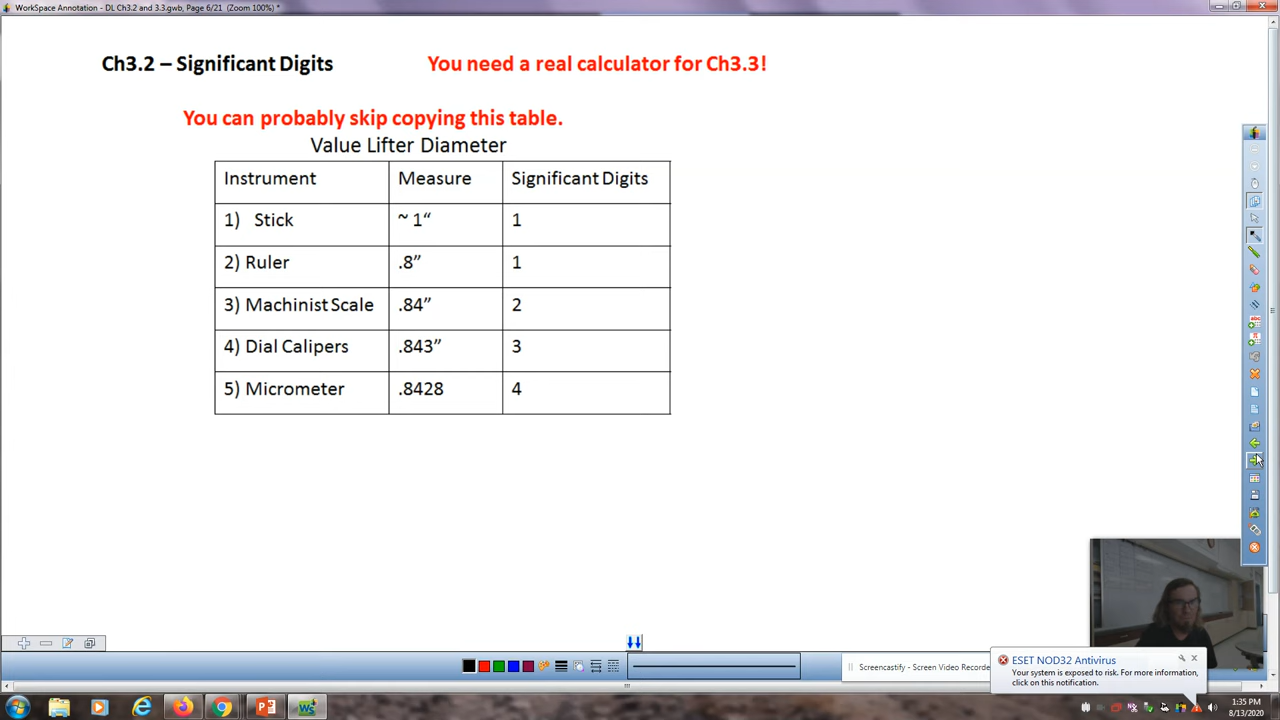 WorkSpace Annotation - DL Ch3.2 and 3.3.gwb, Page 6/21 (Zoom 100%) *
Ch3.2 – Significant Digits You need a real calculator for Ch3.3!
You can probably skip copying this table.
Value Lifter Diameter
Instrument Measure Significant Digits
1) Stick ~ 1“ 1
2) Ruler .8” 1
3) Machinist Scale .84” 2
4) Dial Calipers .843” 3
5) Micrometer .8428 4
abc
π
Screencastify - Screen Video Recorde
ESET NOD32 Antivirus
Your system is exposed to risk. For more information,
click on this notification.
1:35 PM
8/13/2020